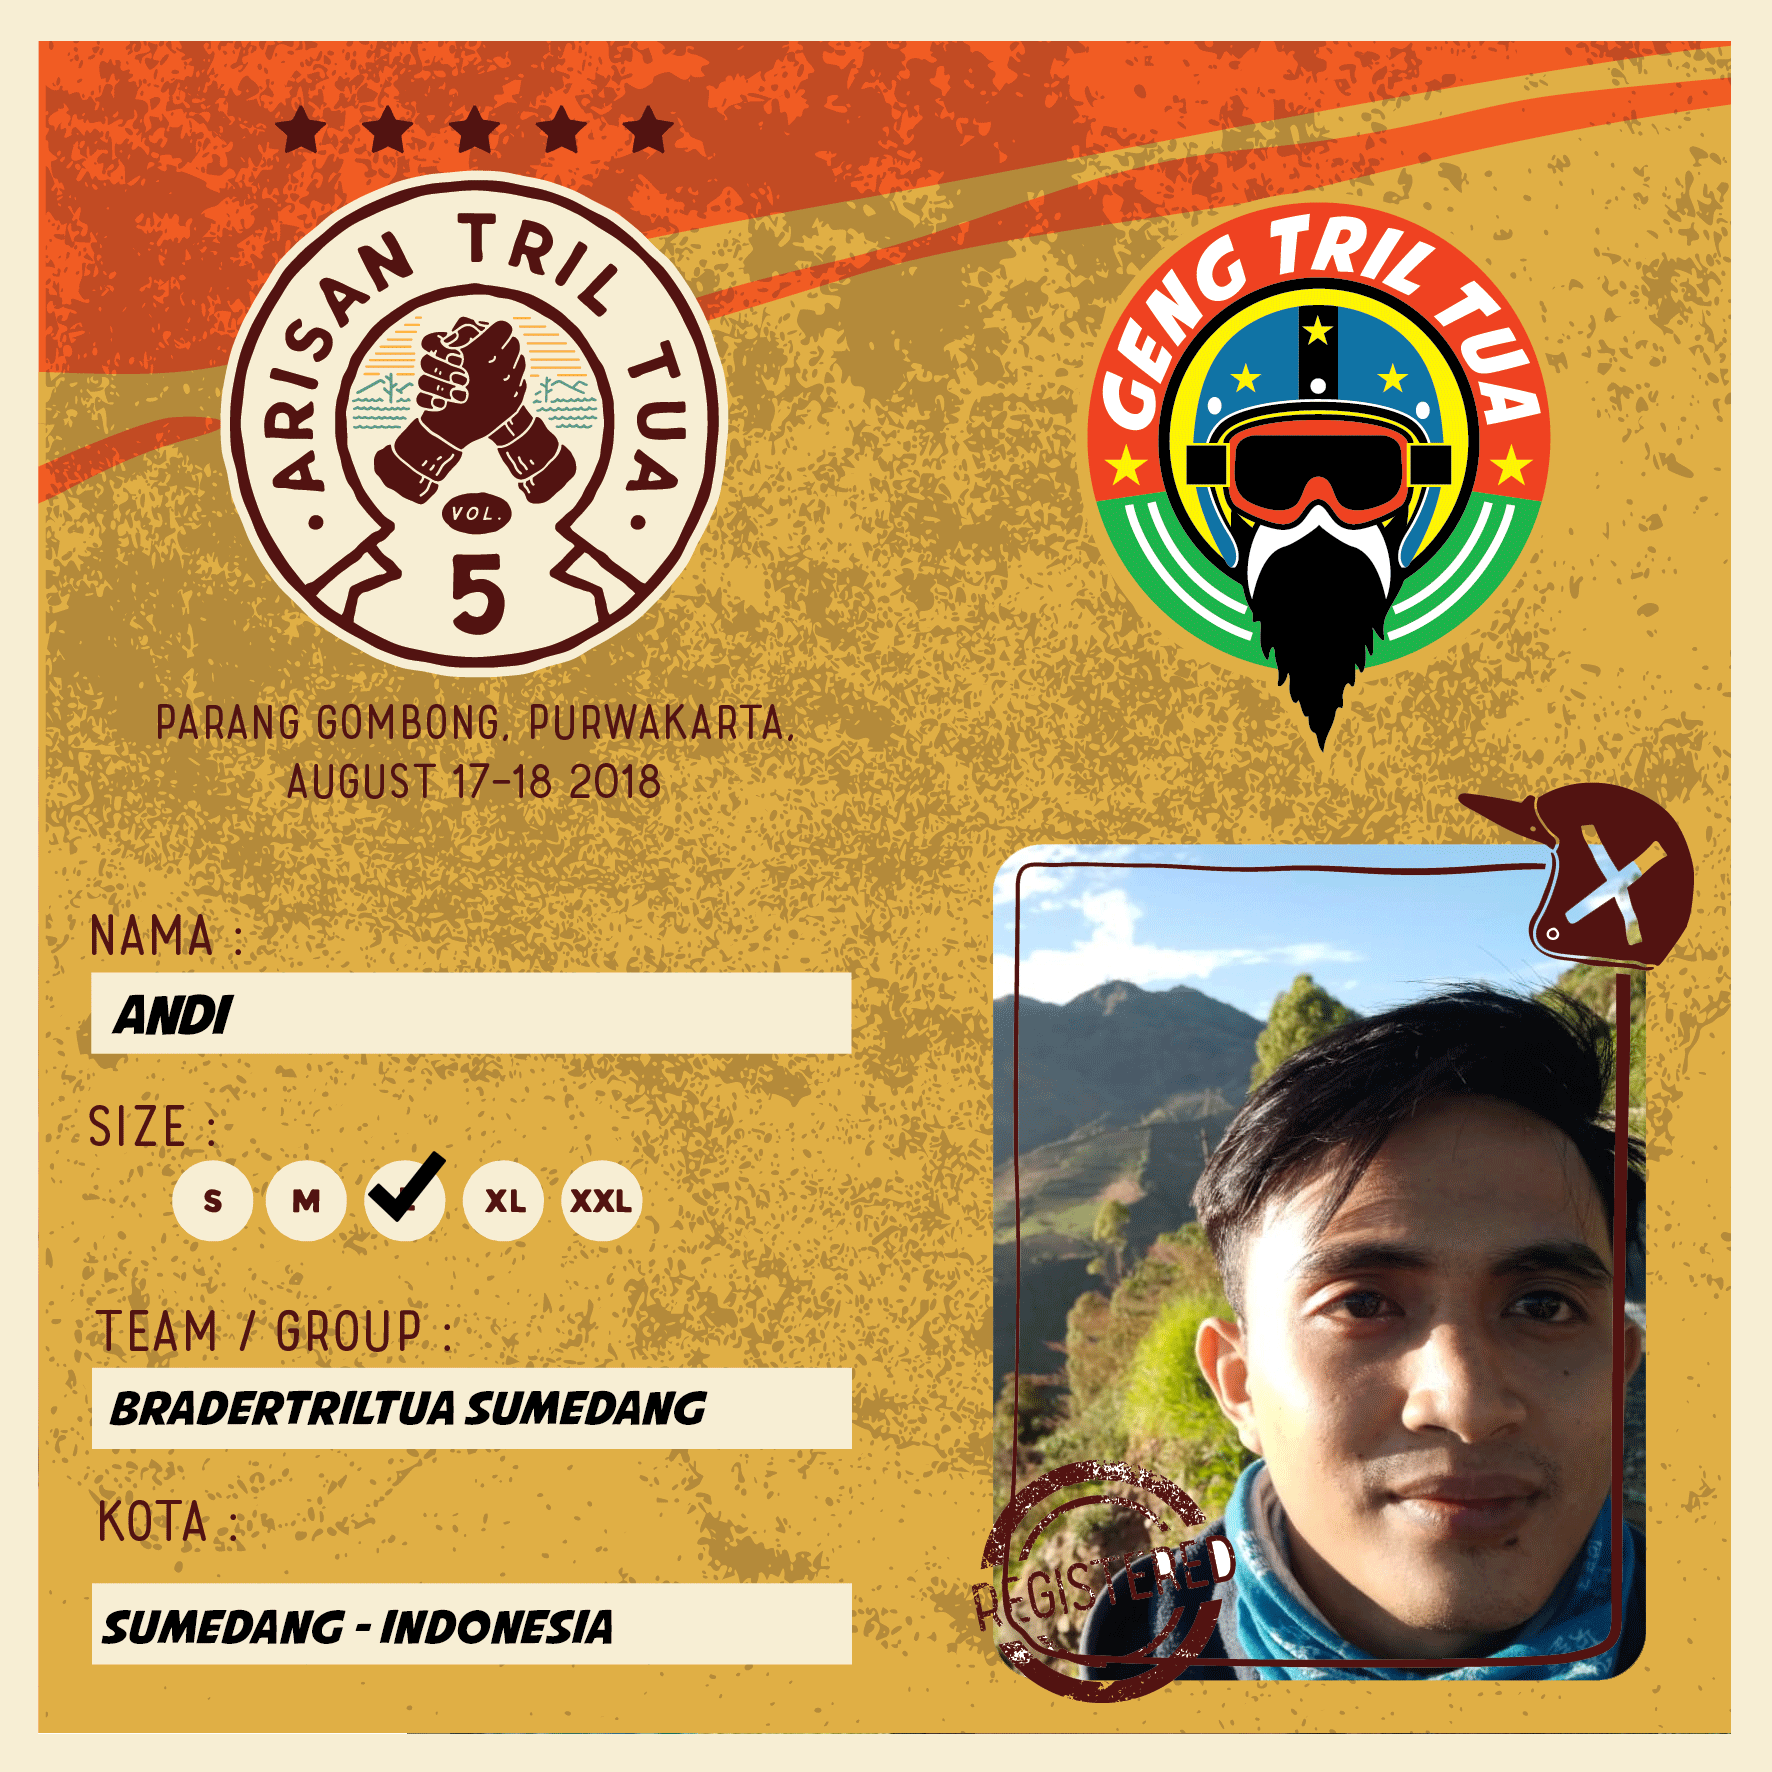 ARISAN TRIL TUA
VOL.
5
GENG TRIL TUA
PARANG GOMBONG, PURWAKARTA,
AUGUST 17-18 2018
NAMA :
ANDI
SIZE :
S M XL XXL
TEAM / GROUP :
BRADERTRILTUA SUMEDANG
KOTA :
SUMEDANG - INDONESIA
REGISTERED